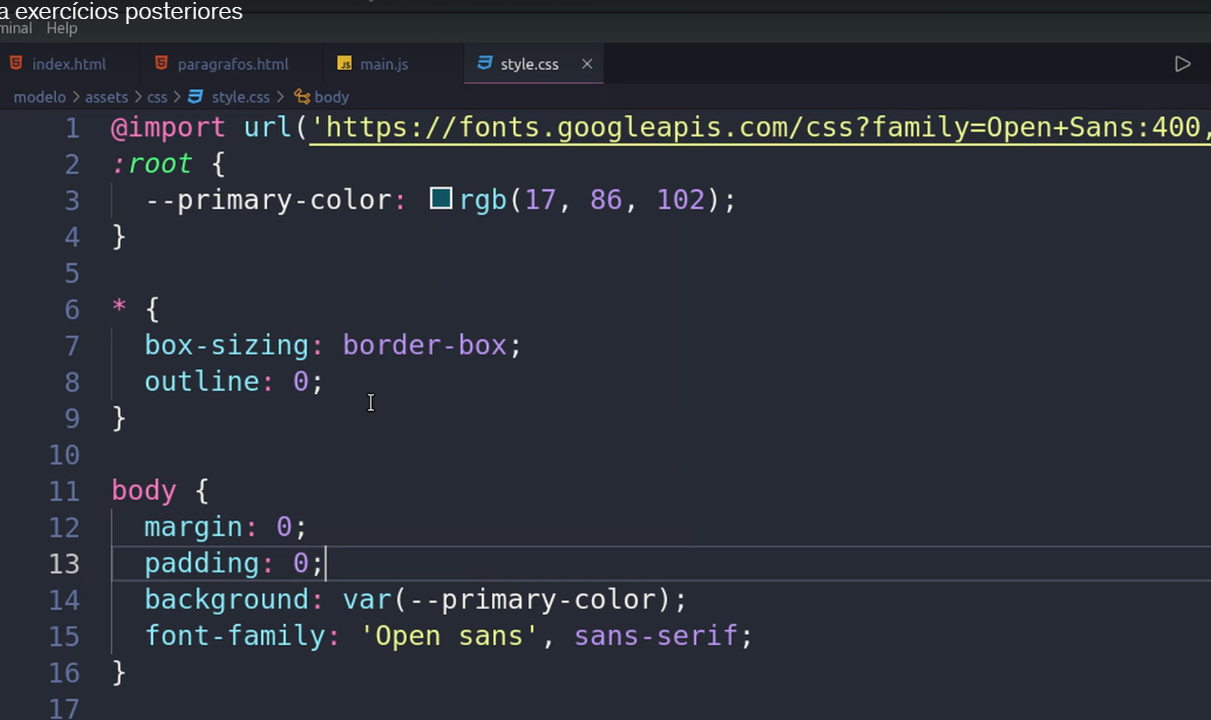 a exercícios posteriores
minal Help
index.html paragrafos.html main.js style.css
modelo > assets > css > style.css > body
1 @import url('https://fonts.googleapis.com/css?family=Open+Sans:400,
2 :root {
3 --primary-color: rgb(17, 86, 102);
4 }
5
6 * {
7 box-sizing: border-box;
8 outline: 0;
9 }
10
11 body {
12 margin: 0;
13 padding: 0;
14 background: var(--primary-color);
15 font-family: 'Open sans', sans-serif;
16 }
17